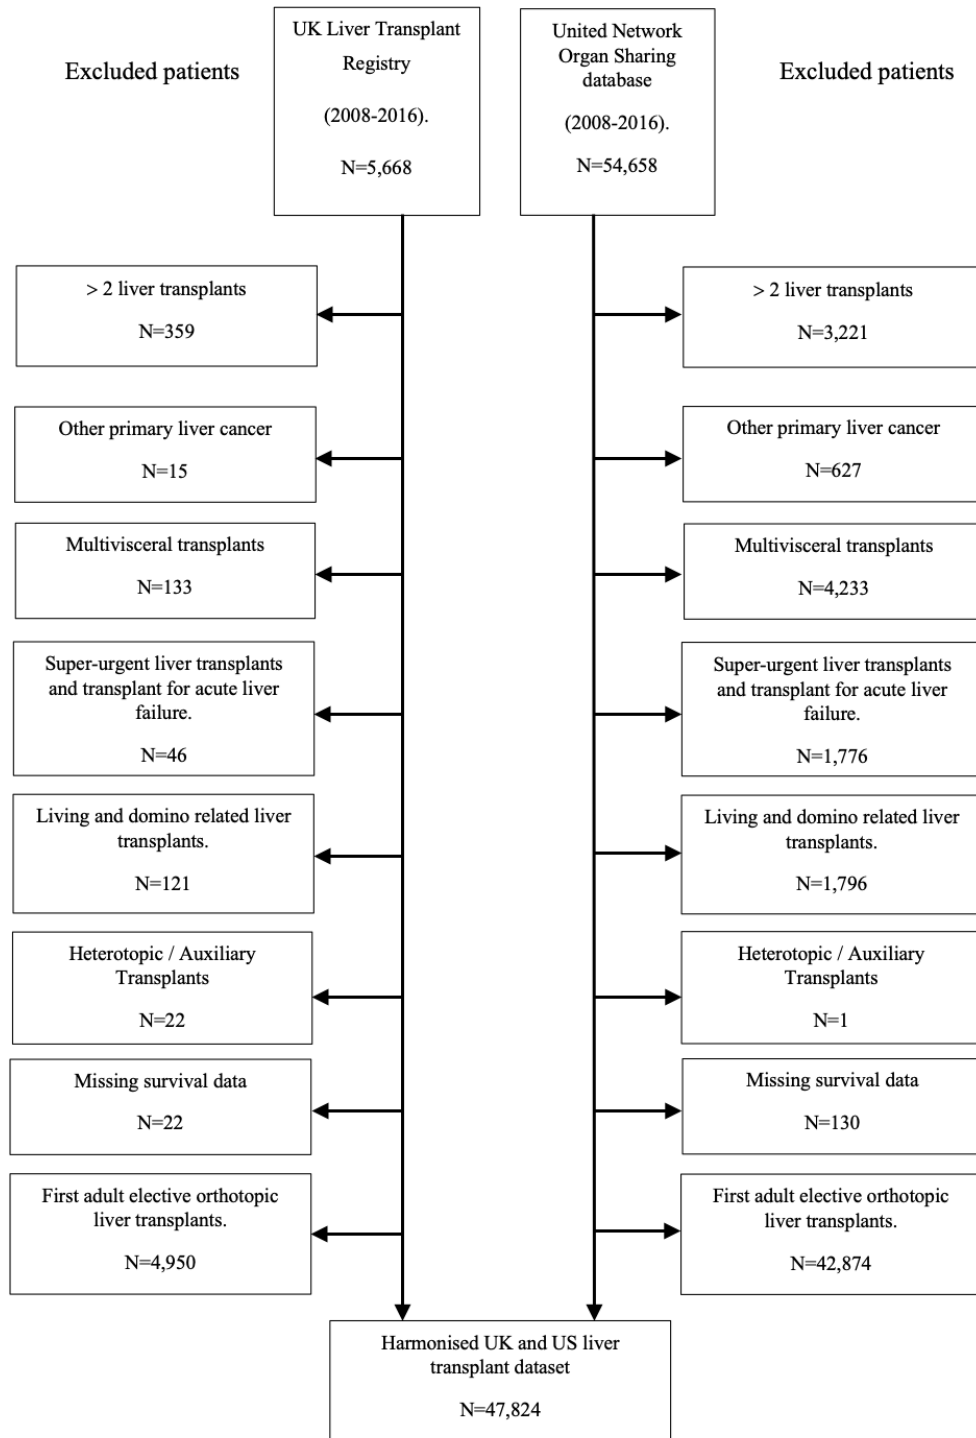 Excluded patients
UK Liver Transplant
Registry
(2008-2016).
N=5,668
United Network
Organ Sharing
database
(2008-2016).
N=54,658
Excluded patients
> 2 liver transplants
N=359
> 2 liver transplants
N=3,221
Other primary liver cancer
N=15
Other primary liver cancer
N=627
Multivisceral transplants
N=133
Multivisceral transplants
N=4,233
Super-urgent liver transplants
and transplant for acute liver
failure.
N=46
Super-urgent liver transplants
and transplant for acute liver
failure.
N=1,776
Living and domino related liver
transplants.
N=121
Living and domino related liver
transplants.
N=1,796
Heterotopic / Auxiliary
Transplants
N=22
Heterotopic / Auxiliary
Transplants
N=1
Missing survival data
N=22
Missing survival data
N=130
First adult elective orthotopic
liver transplants.
N=4,950
First adult elective orthotopic
liver transplants.
N=42,874
Harmonised UK and US liver
transplant dataset
N=47,824